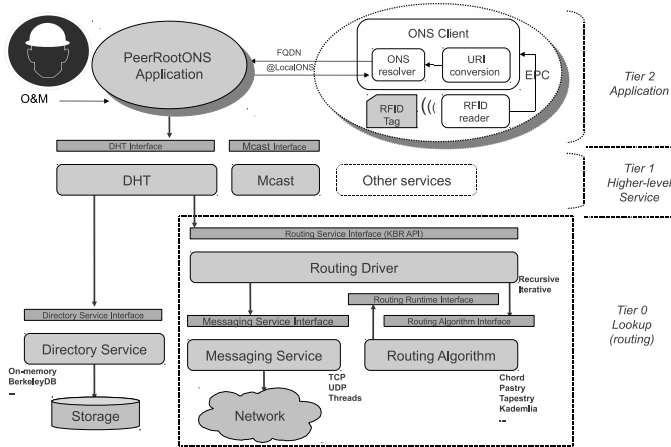 ONS Client
PeerRootONS
Application
FQDN
@LocalONS
ONS
resolver
URI
conversion
EPC
O&M
RFID
Tag
RFID
reader
Tier 2
Application
DHT Interface
Mcast Interface
DHT
Mcast
Other services
Tier 1
Higher-level
Service
Routing Service Interface (KBR API)
Routing Driver
Recursive
Iterative
Routing Runtime Interface
Directory Service Interface
Messaging Service Interface
Routing Algorithm Interface
Tier 0
Lookup
(routing)
Directory Service
Messaging Service
Routing Algorithm
On-memory
BerkeleyDB
...
TCP
UDP
Threads
Chord
Pastry
Tapestry
Kademlia
...
Storage
Network